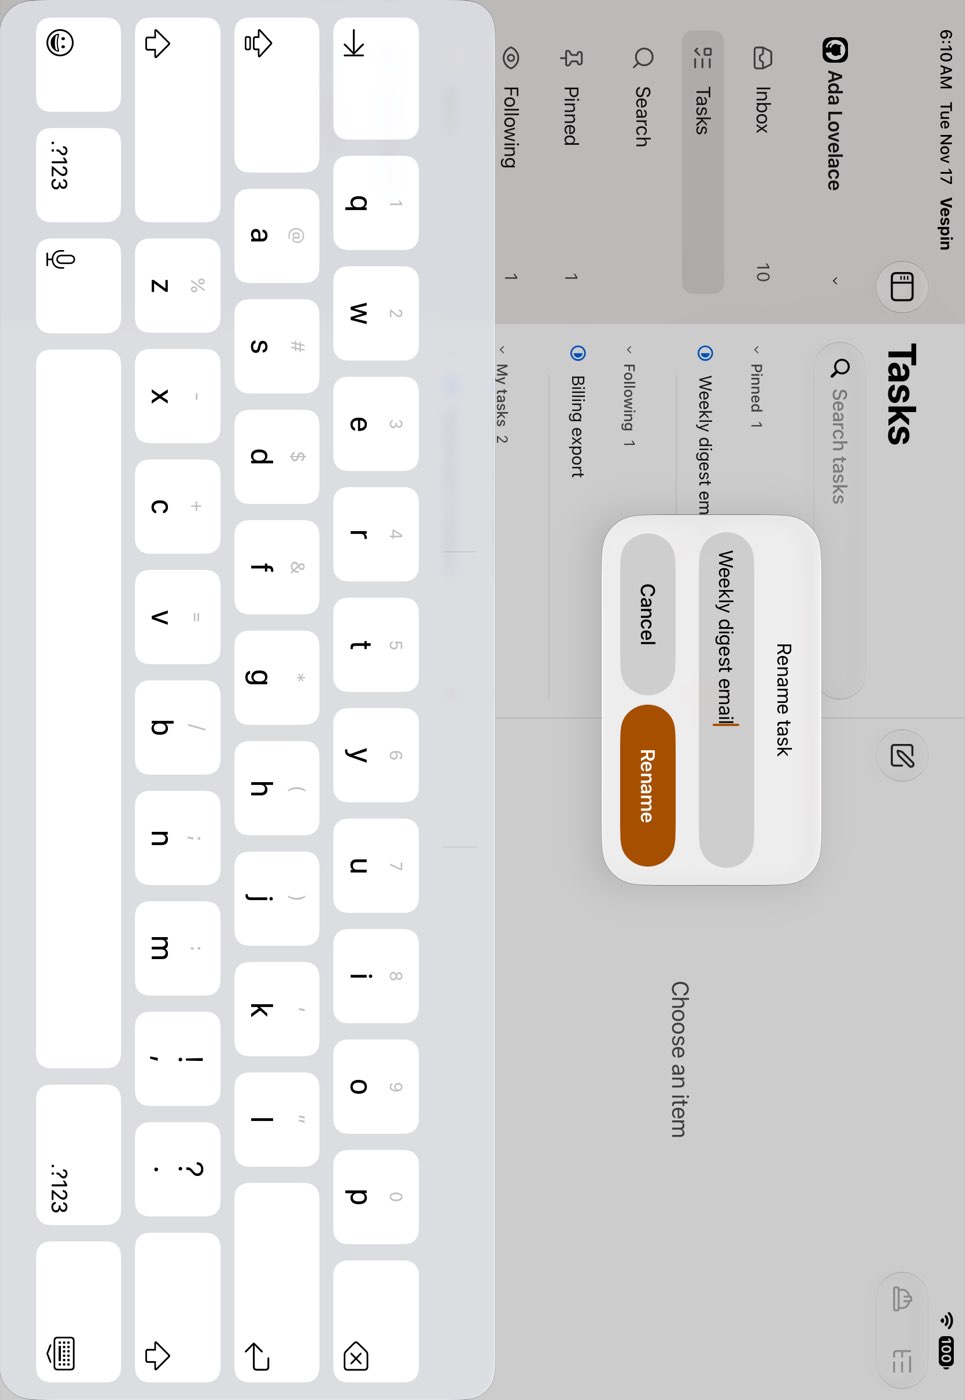 6:10 AM Tue Nov 17 Vespin
100
Tasks
Ada Lovelace
Search tasks
Inbox 10
Tasks
Search
Pinned 1
Following 1
Pinned 1
Weekly digest em
Following 1
Billing export
My tasks 2
Rename task
Weekly digest email
Cancel Rename
Choose an item
1 2 3 4 5 6 7 8 9 0
q w e r t y u i o p
@ # $ & * ( ) ' "
a s d f g h j k l
% - + = / ; : ! ?
z x c v b n m , .
.?123 .?123